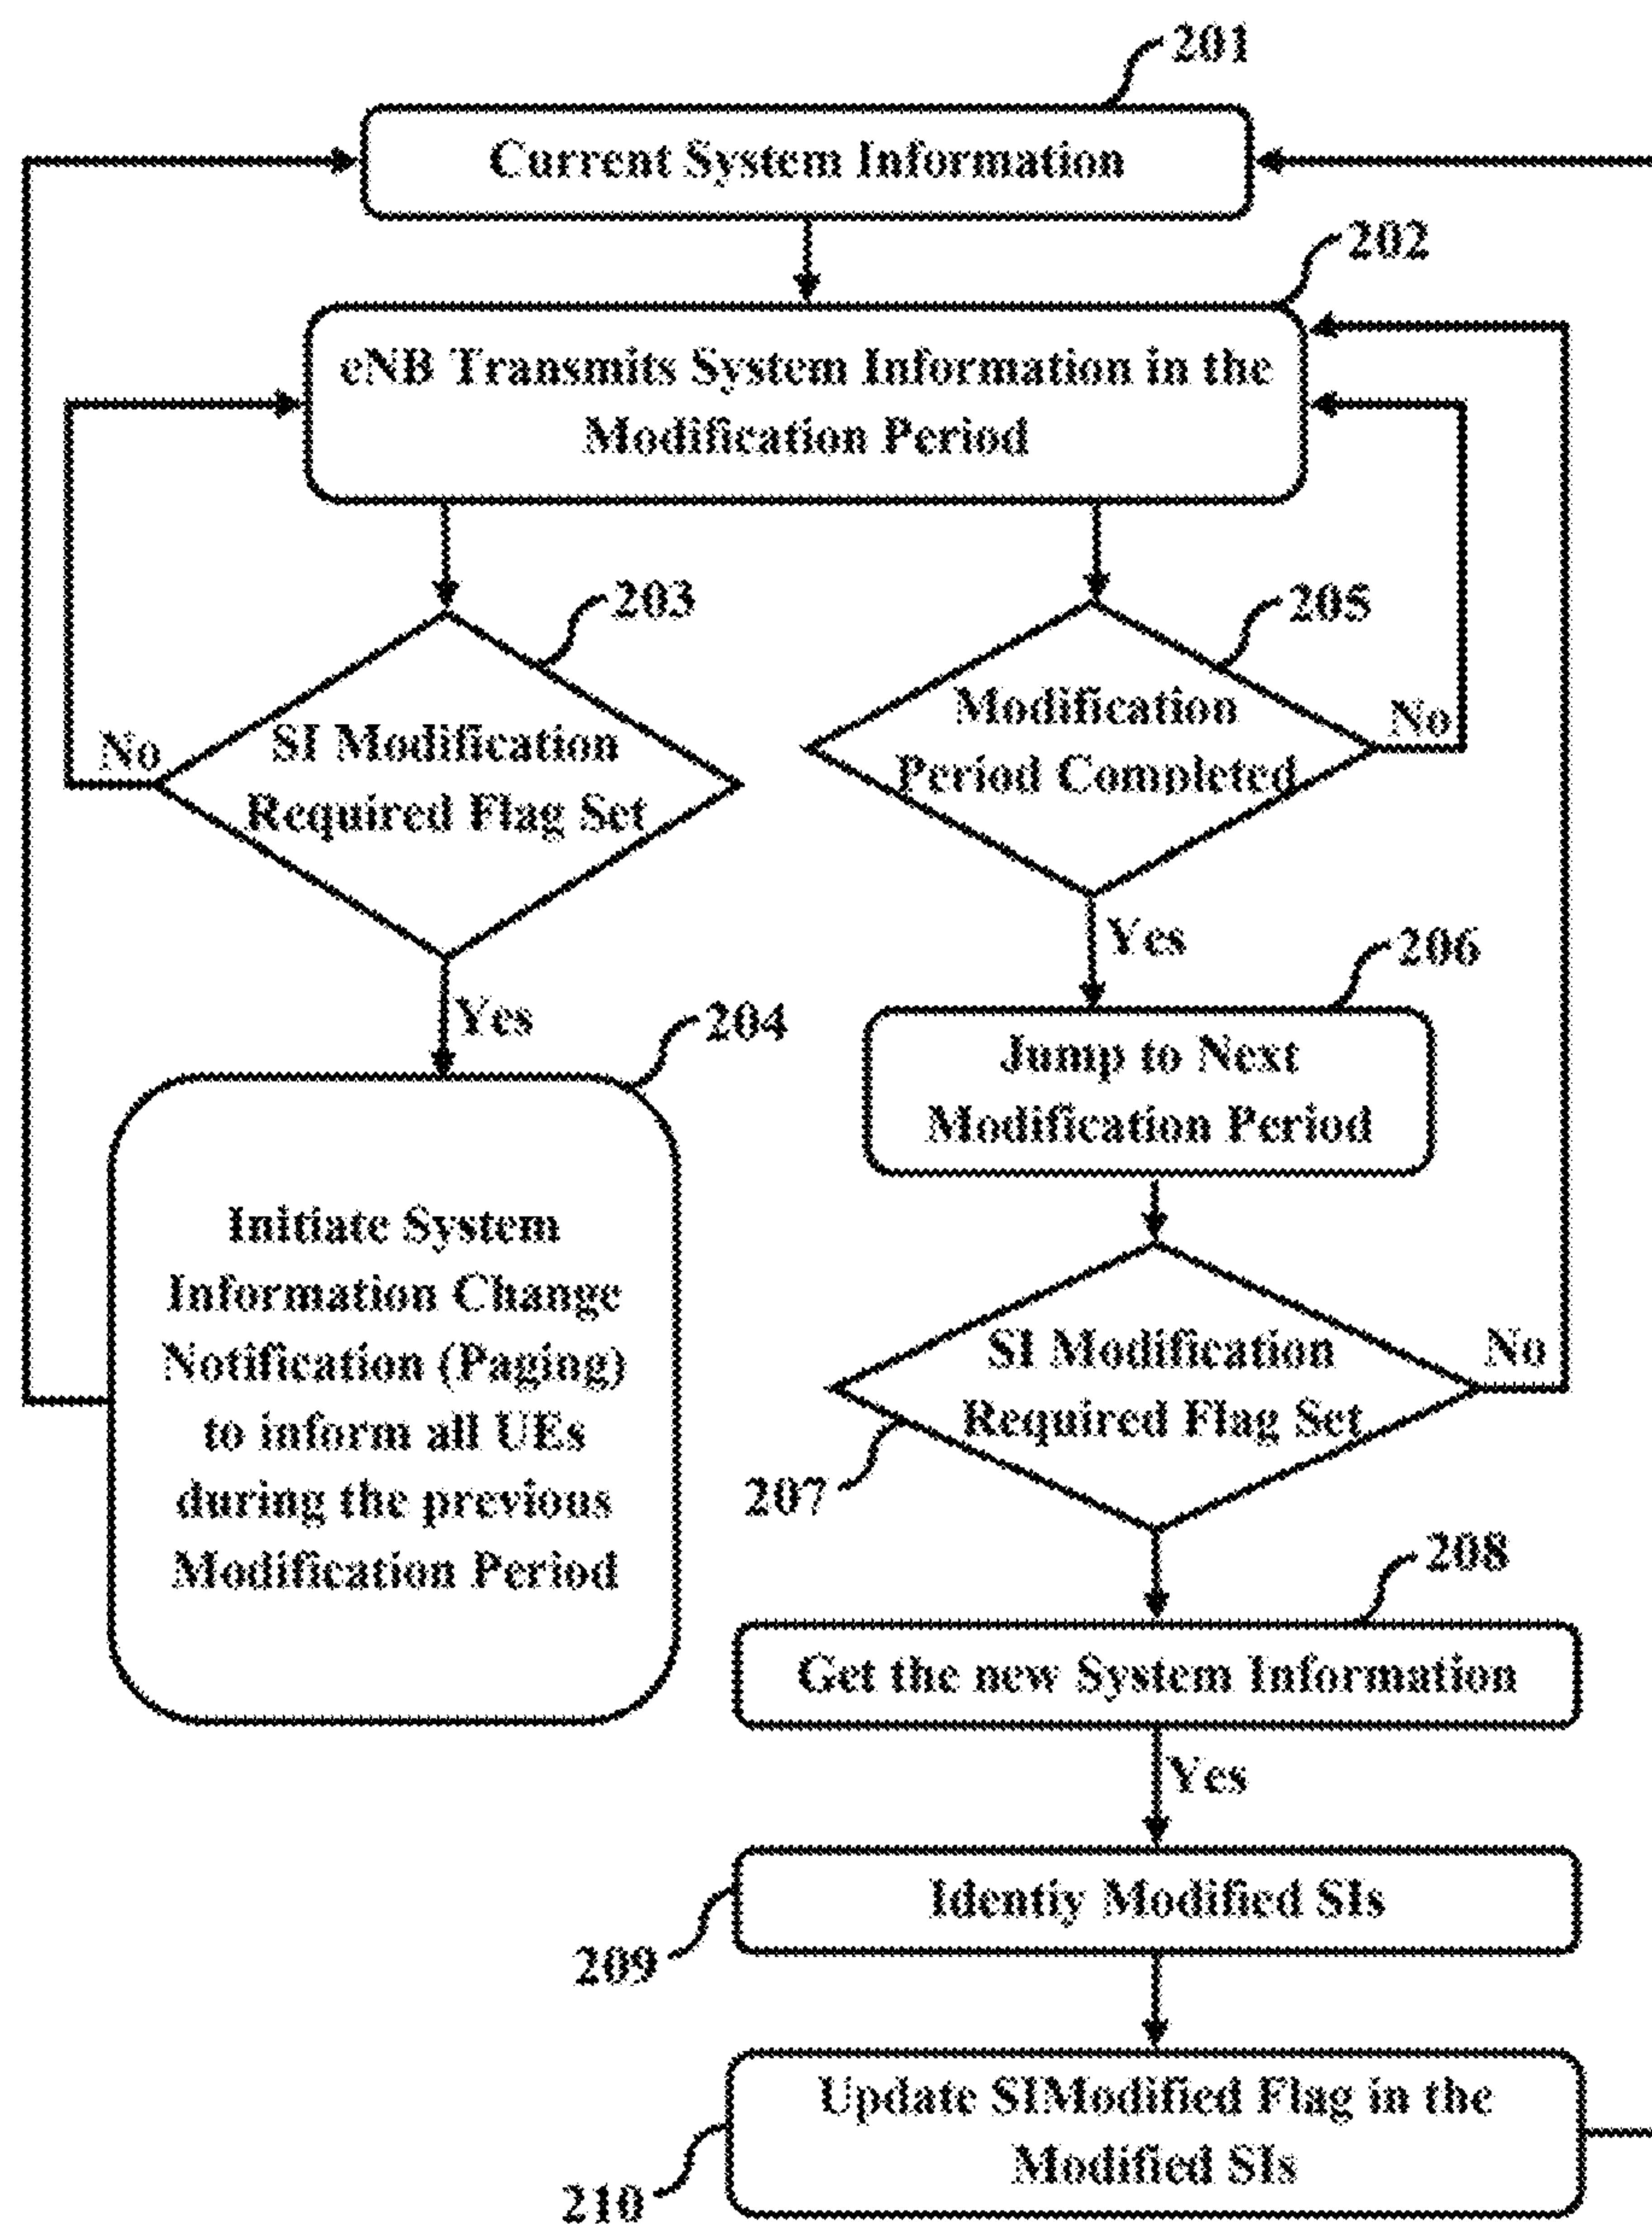 201
Current System Information
202
eNB Transmits System Information in the
Modification Period
203
SI Modification
Required Flag Set
No
Yes
205
Modification
Period Completed
No
Yes
204
Initiate System
Information Change
Notification (Paging)
to inform all UEs
during the previous
Modification Period
206
Jump to Next
Modification Period
SI Modification
Required Flag Set
No
207
208
Get the new System Information
Yes
Identiy Modified SIs
209
Update SIModified Flag in the
Modified SIs
210